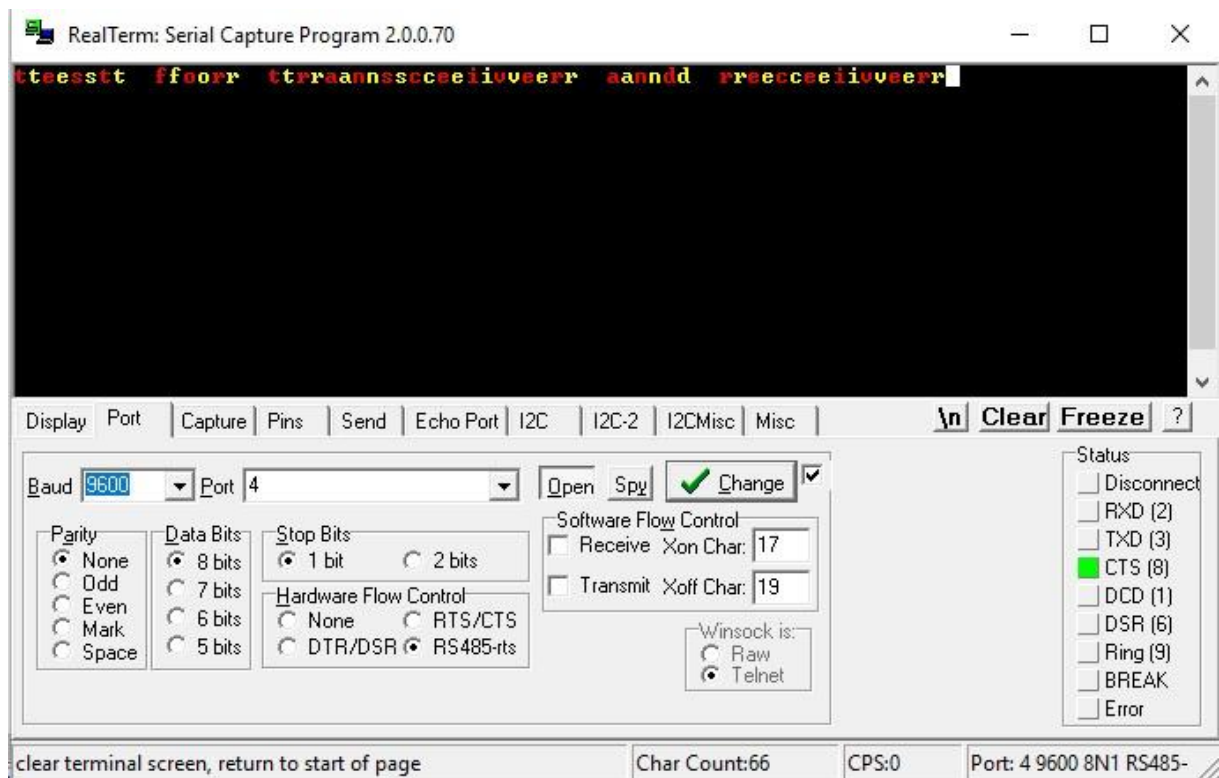 RealTerm: Serial Capture Program 2.0.0.70
tteesstt  ffoorr  ttrraannsscceeiivveerr  aanndd  rreecceeiivveerr
Display Port Capture Pins Send Echo Port I2C I2C-2 I2CMisc Misc \n Clear Freeze ?
Baud 9600 Port 4 Open Spy Change
Parity
None
Odd
Even
Mark
Space
Data Bits
8 bits
7 bits
6 bits
5 bits
Stop Bits
1 bit 2 bits
Hardware Flow Control
None RTS/CTS
DTR/DSR RS485-rts
Software Flow Control
Receive Xon Char: 17
Transmit Xoff Char: 19
Winsock is:
Raw
Telnet
Status
Disconnect
RXD (2)
TXD (3)
CTS (8)
DCD (1)
DSR (6)
Ring (9)
BREAK
Error
clear terminal screen, return to start of page Char Count:66 CPS:0 Port: 4 9600 8N1 RS485-